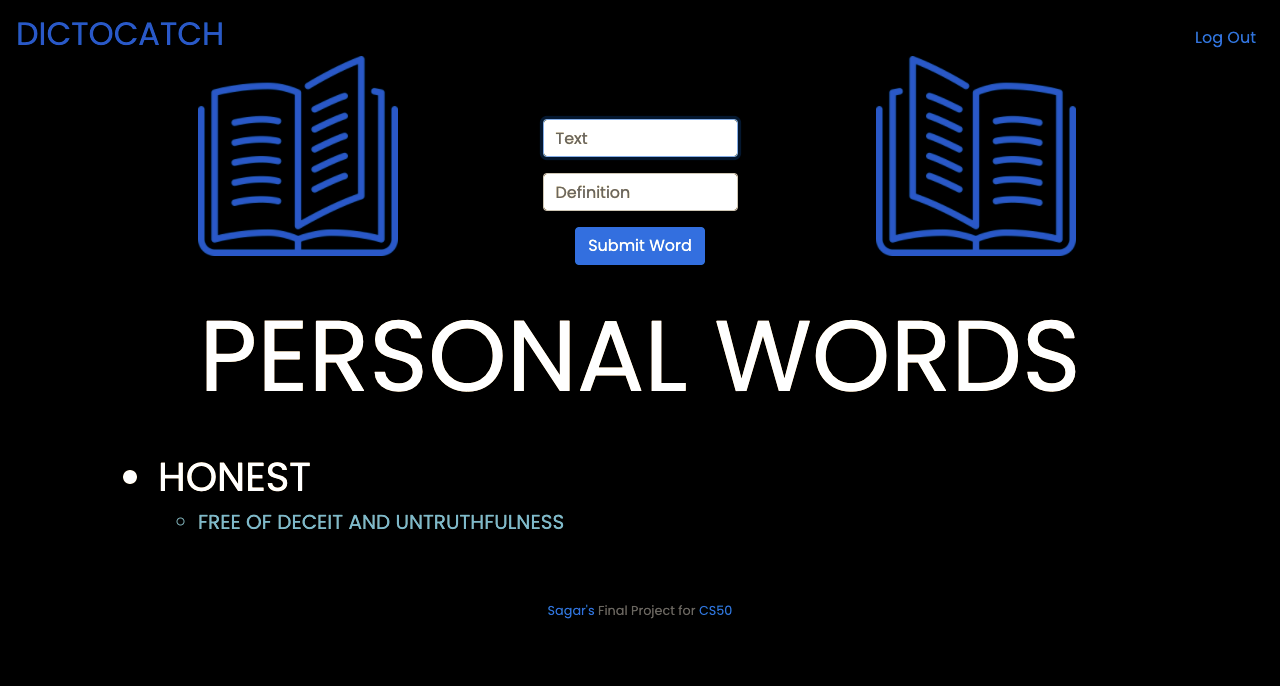 DICTOCATCH
Log Out
Text
Definition
Submit Word
PERSONAL WORDS
HONEST
FREE OF DECEIT AND UNTRUTHFULNESS
Sagar's Final Project for CS50